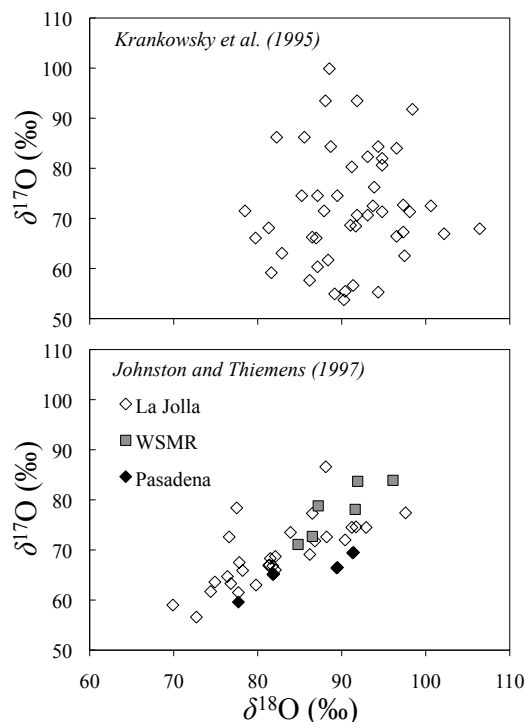 110
Krankowsky et al. (1995)
100
90
80
70
60
50
δ17O (‰)
110
Johnston and Thiemens (1997)
100
La Jolla
90
WSMR
80
Pasadena
70
60
50
δ17O (‰)
60 70 80 90 100 110
δ18O (‰)